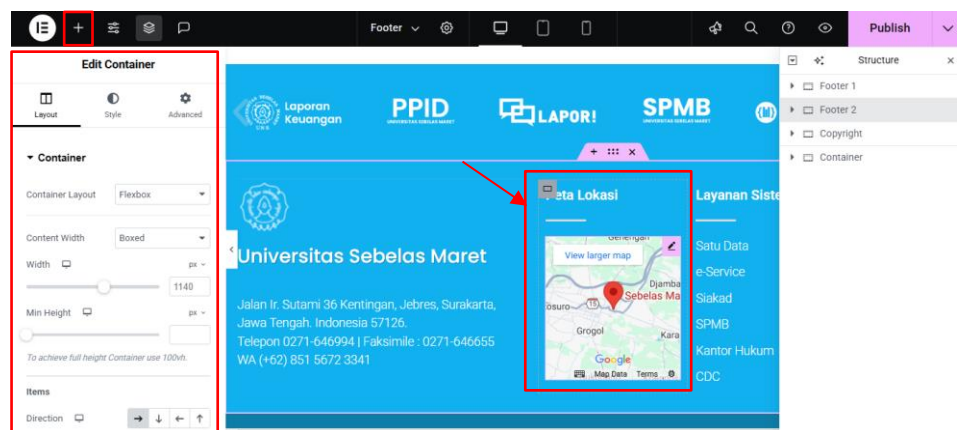 Footer
Publish
Edit Container
Layout
Style
Advanced
Container
Container Layout
Flexbox
Content Width
Boxed
Width
px
1140
Min Height
px
To achieve full height Container use 100vh.
Items
Direction
Laporan
Keuangan
UNS
PPID
UNIVERSITAS SEBELAS MARET
LAPOR!
SPMB
UNIVERSITAS SEBELAS MARET
Universitas Sebelas Maret
Jalan Ir. Sutami 36 Kentingan, Jebres, Surakarta,
Jawa Tengah. Indonesia 57126.
Telepon 0271-646994 | Faksimile : 0271-646655
WA (+62) 851 5672 3341
eta Lokasi
View larger map
Djamba
Sebelas Ma
osuro
Grogol
Kara
Google
Map Data
Terms
Layanan Siste
Satu Data
e-Service
Siakad
SPMB
Kantor Hukum
CDC
Structure
Footer 1
Footer 2
Copyright
Container